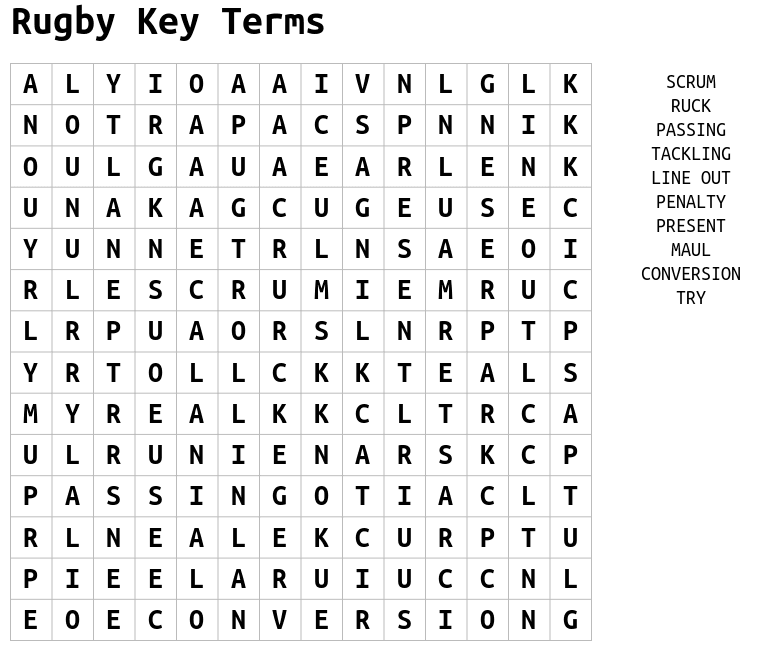 Rugby Key Terms
A L Y I O A A I V N L G L K
N O T R A P A C S P N N I K
O U L G A U A E A R L E N K
U N A K A G C U G E U S E C
Y U N N E T R L N S A E O I
R L E S C R U M I E M R U C
L R P U A O R S L N R P T P
Y R T O L L C K K T E A L S
M Y R E A L K K C L T R C A
U L R U N I E N A R S K C P
P A S S I N G O T I A C L T
R L N E A L E K C U R P T U
P I E E L A R U I U C C N L
E O E C O N V E R S I O N G
SCRUM
RUCK
PASSING
TACKLING
LINE OUT
PENALTY
PRESENT
MAUL
CONVERSION
TRY